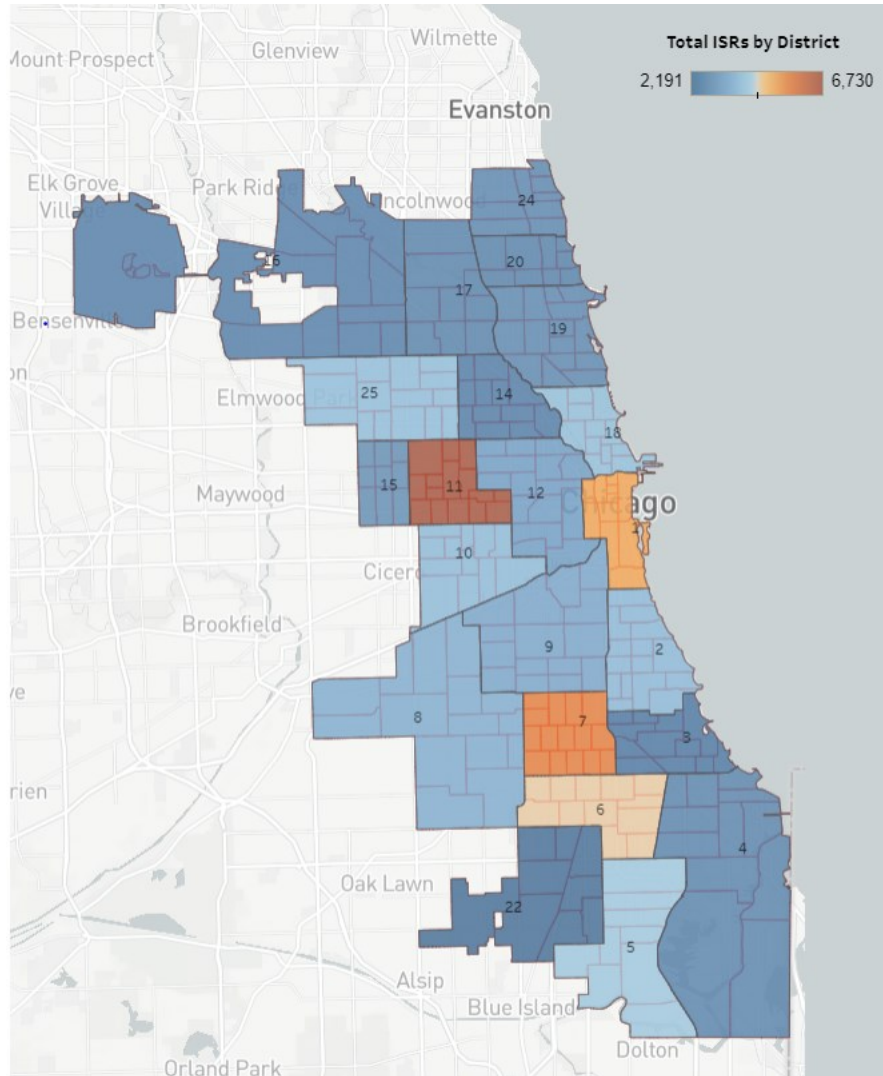 Wilmette
Total ISRs by District
Mount Prospect
Glenview
2,191
6,730
Evanston
Elk Grove
Village
Park Ridge
Lincolnwood
24
16
20
17
Bensenville
19
Elmwood Park
25
14
18
Maywood
15
11
12
Chicago
1
10
Cicero
Brookfield
9
2
8
7
3
6
4
Oak Lawn
22
5
Alsip
Blue Island
Dolton
Orland Park